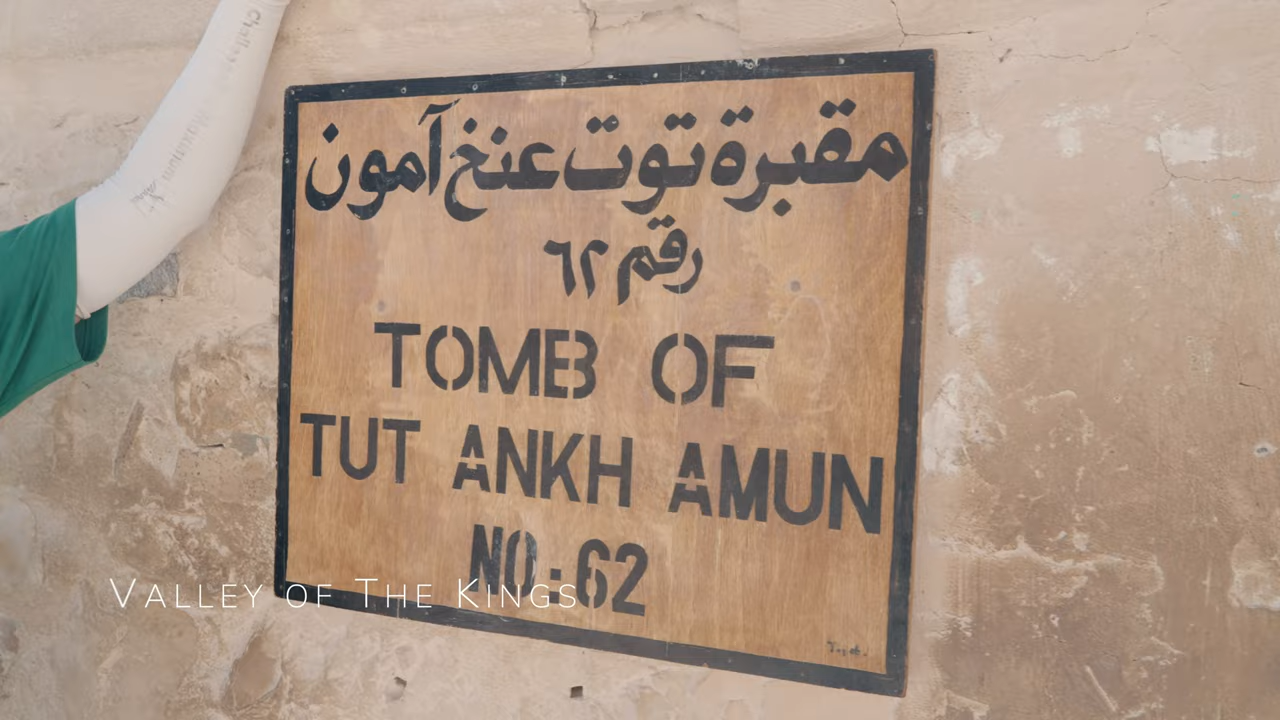 مقبرة توت عنخ آمون
رقم ٦٢
TOMB OF
TUT ANKH AMUN
NO:62
VALLEY OF THE KINGS